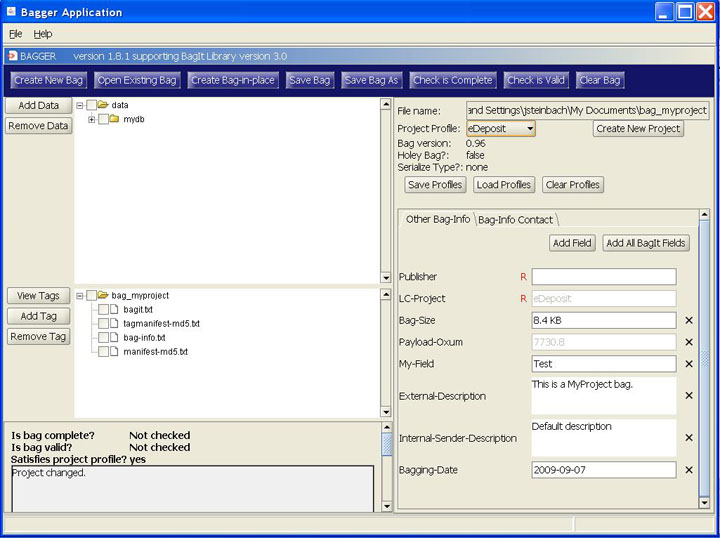 Bagger Application
File Help
BAGGER version 1.8.1 supporting BagIt Library version 3.0
Create New Bag Open Existing Bag Create Bag-in-place Save Bag Save Bag As Check is Complete Check is Valid Clear Bag
Add Data
Remove Data
data
mydb
View Tags
Add Tag
Remove Tag
bag_myproject
bagit.txt
tagmanifest-md5.txt
bag-info.txt
manifest-md5.txt
Is bag complete? Not checked
Is bag valid? Not checked
Satisfies project profile? yes
Project changed.
File name: and Settings\jsteinbach\My Documents\bag_myproject
Project Profile: eDeposit Create New Project
Bag version: 0.96
Holey Bag?: false
Serialize Type?: none
Save Profiles Load Profiles Clear Profiles
Other Bag-Info Bag-Info Contact
Add Field Add All BagIt Fields
Publisher R
LC-Project R eDeposit
Bag-Size 8.4 KB
Payload-Oxum 7730.8
My-Field Test
External-Description This is a MyProject bag.
Internal-Sender-Description Default description
Bagging-Date 2009-09-07